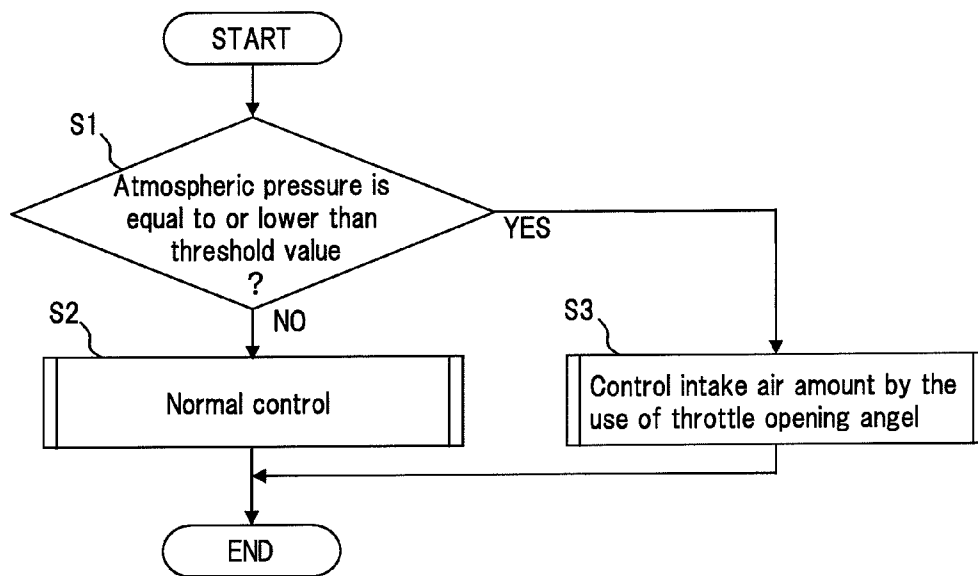 START
S1
Atmospheric pressure is
equal to or lower than
threshold value
?
YES
NO
S2
Normal control
S3
Control intake air amount by the
use of throttle opening angel
END